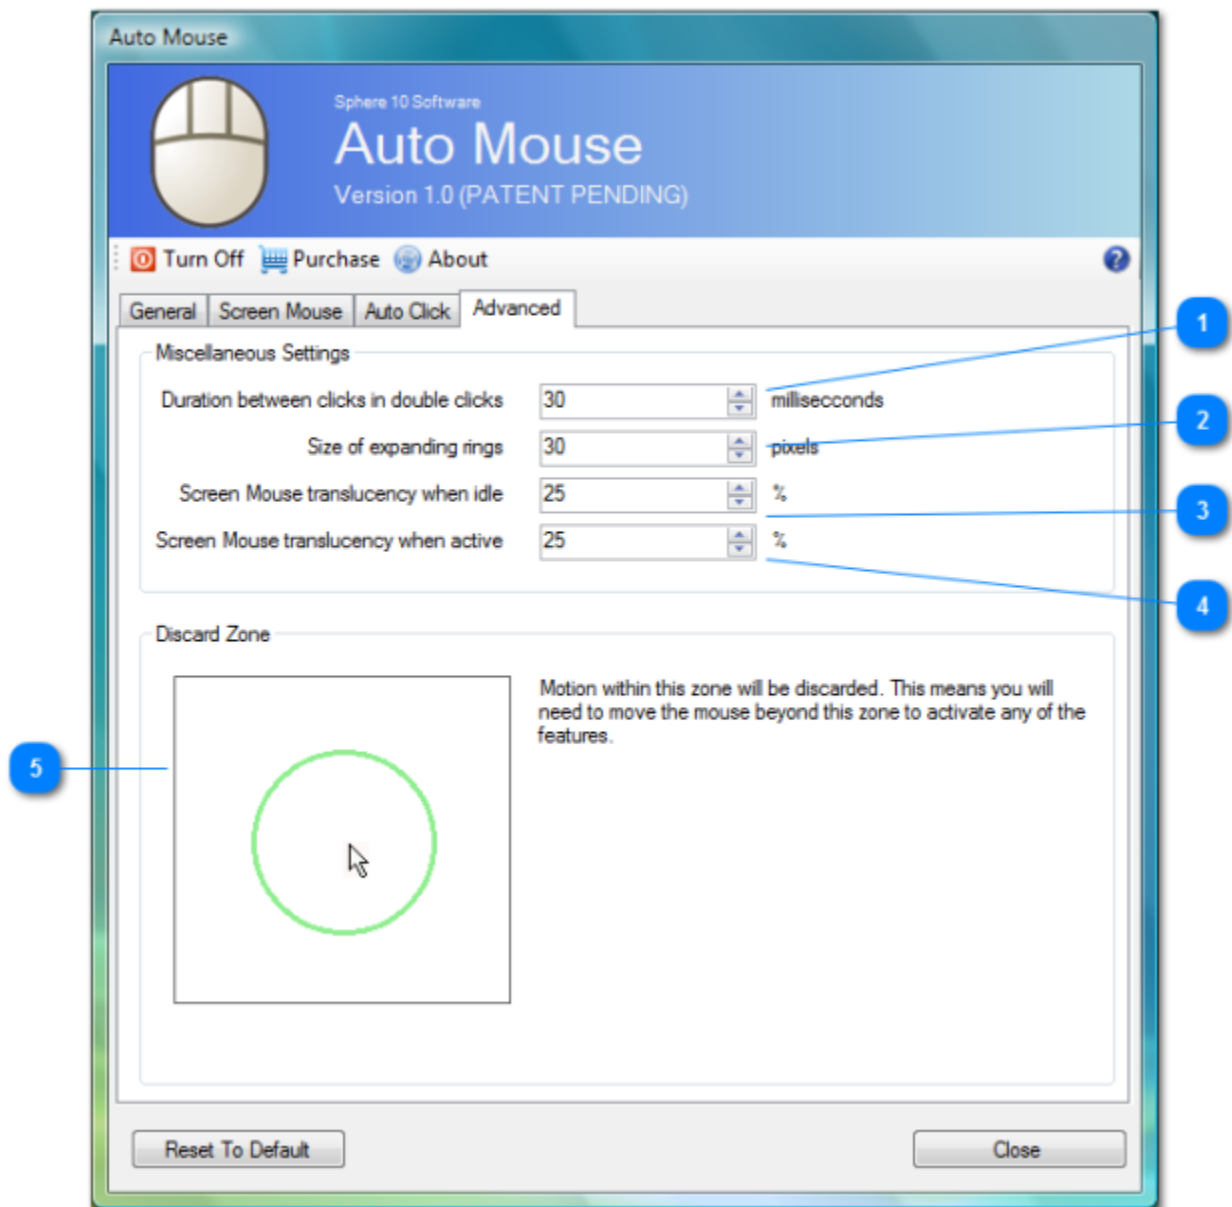 Auto Mouse
Sphere 10 Software
Auto Mouse
Version 1.0 (PATENT PENDING)
Turn Off Purchase About ?
General Screen Mouse Auto Click Advanced
1
Miscellaneous Settings
Duration between clicks in double clicks 30 millisecconds
2
Size of expanding rings 30 pixels
Screen Mouse translucency when idle 25 %
3
Screen Mouse translucency when active 25 %
4
Discard Zone
Motion within this zone will be discarded. This means you will
need to move the mouse beyond this zone to activate any of the
features.
5
Reset To Default Close